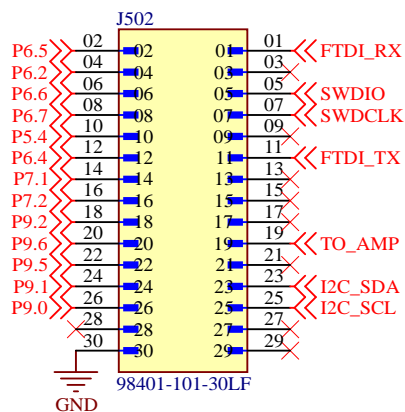 J502
P6.5 02 02 01 01 FTDI_RX
P6.2 04 04 03 03
P6.6 06 06 05 05 SWDIO
P6.7 08 08 07 07 SWDCLK
P5.4 10 10 09 09
P6.4 12 12 11 11 FTDI_TX
P7.1 14 14 13 13
P7.2 16 16 15 15
P9.2 18 18 17 17
P9.6 20 20 19 19 TO_AMP
P9.5 22 22 21 21
P9.1 24 24 23 23 I2C_SDA
P9.0 26 26 25 25 I2C_SCL
28 28 27 27
30 30 29 29
98401-101-30LF
GND